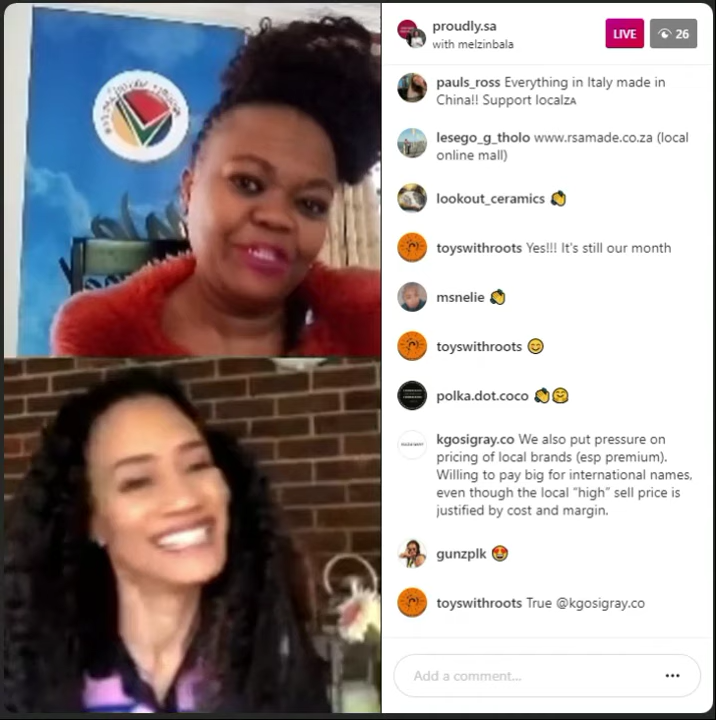 proudly.sa
with melzinbala
LIVE
26
pauls_ross Everything in Italy made in
China!! Support localᴢᴀ
lesego_g_tholo www.rsamade.co.za (local
online mall)
lookout_ceramics 👏
toyswithroots Yes!!! It's still our month
msnelie 👏
toyswithroots 😊
polka.dot.coco 👏🤗
kgosigray.co We also put pressure on
pricing of local brands (esp premium).
Willing to pay big for international names,
even though the local "high" sell price is
justified by cost and margin.
gunzplk 😍
toyswithroots True @kgosigray.co
Add a comment...